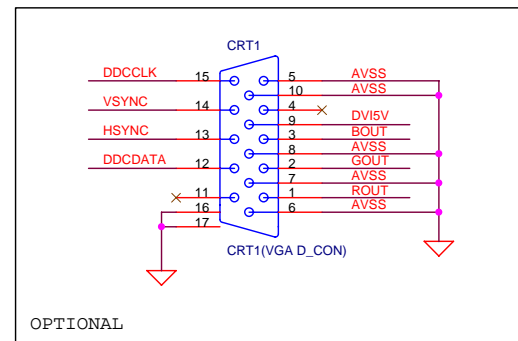 CRT1
DDCCLK 15 5 AVSS
10 AVSS
VSYNC 14 4
9 DVI5V
HSYNC 13 3 BOUT
8 AVSS
DDCDATA 12 2 GOUT
7 AVSS
11 1 ROUT
16 6 AVSS
17
CRT1(VGA D_CON)
OPTIONAL